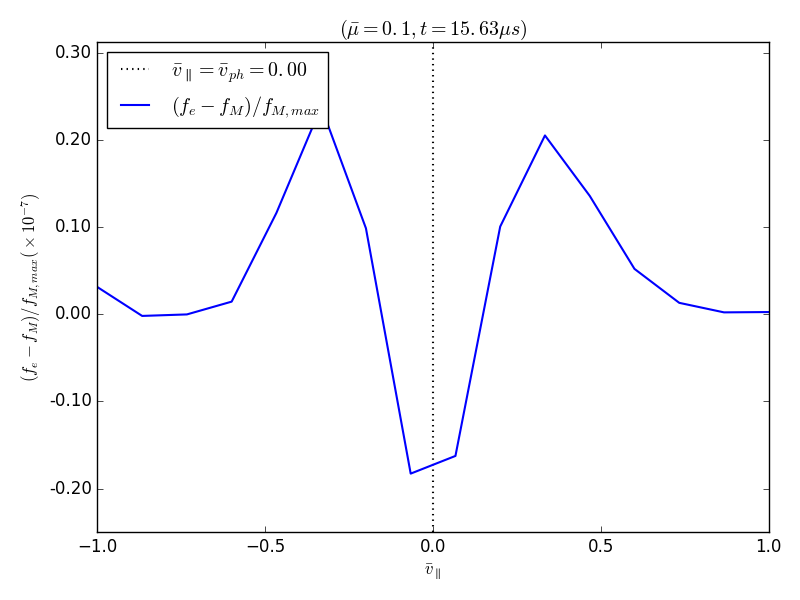 (μ̄ = 0.1, t = 15.63μs)
v̄∥ = v̄ph = 0.00
(fe − fM)/fM,max
0.30
0.20
0.10
0.00
-0.10
-0.20
(fe − fM)/fM,max(×10⁻⁷)
−1.0 −0.5 0.0 0.5 1.0
v̄∥